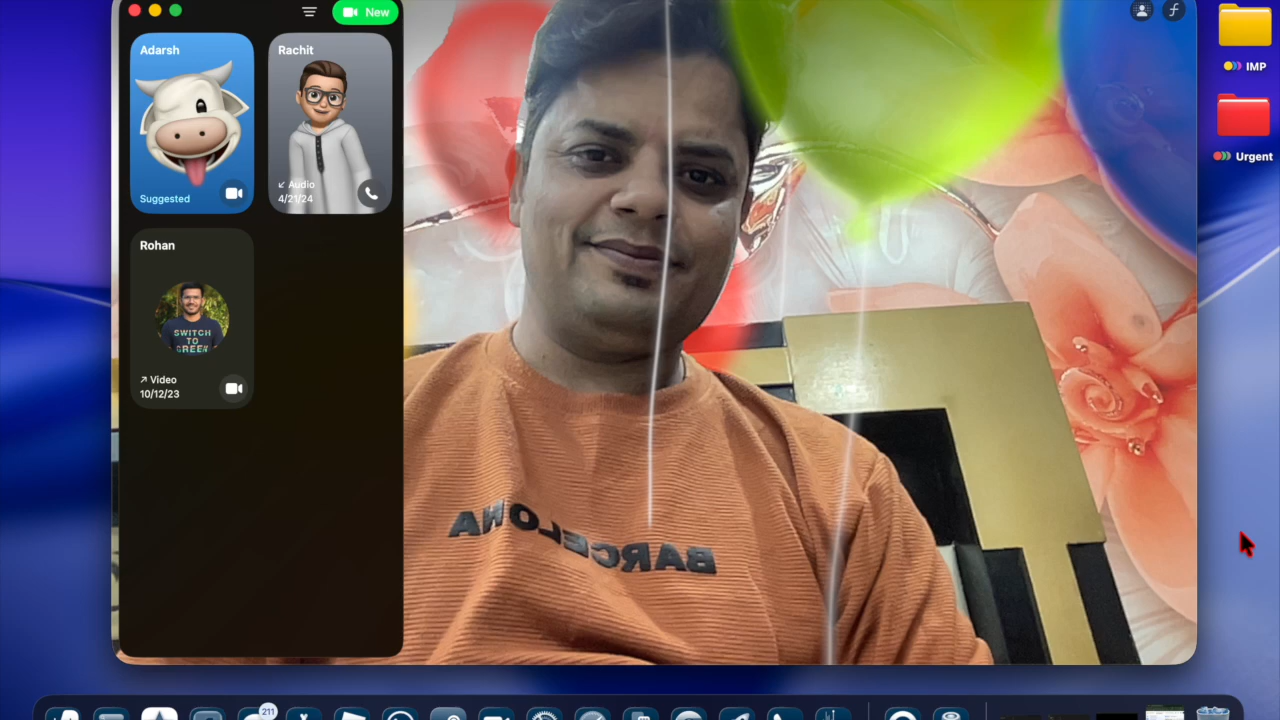 New
Adarsh
Suggested
Rachit
Audio
4/21/24
Rohan
SWITCH
TO
GREEN
Video
10/12/23
BARCELONA
IMP
Urgent
211